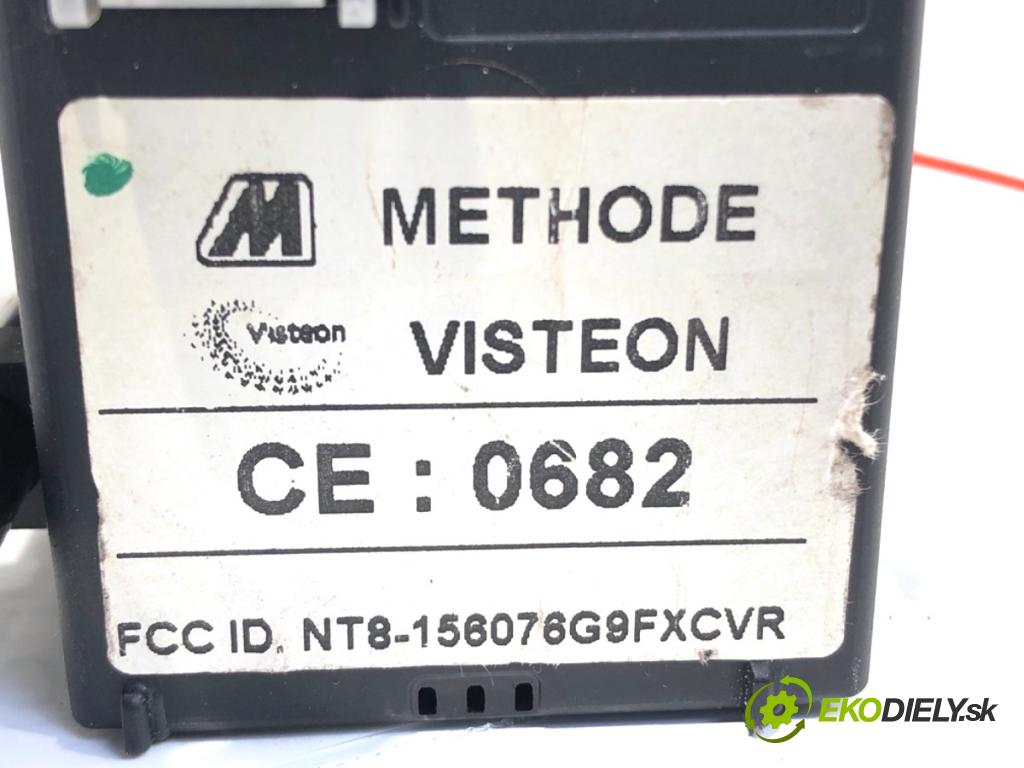 M METHODE
Visteon VISTEON
CE : 0682
FCC ID. NT8-156076G9FXCVR
EKODIELY.sk